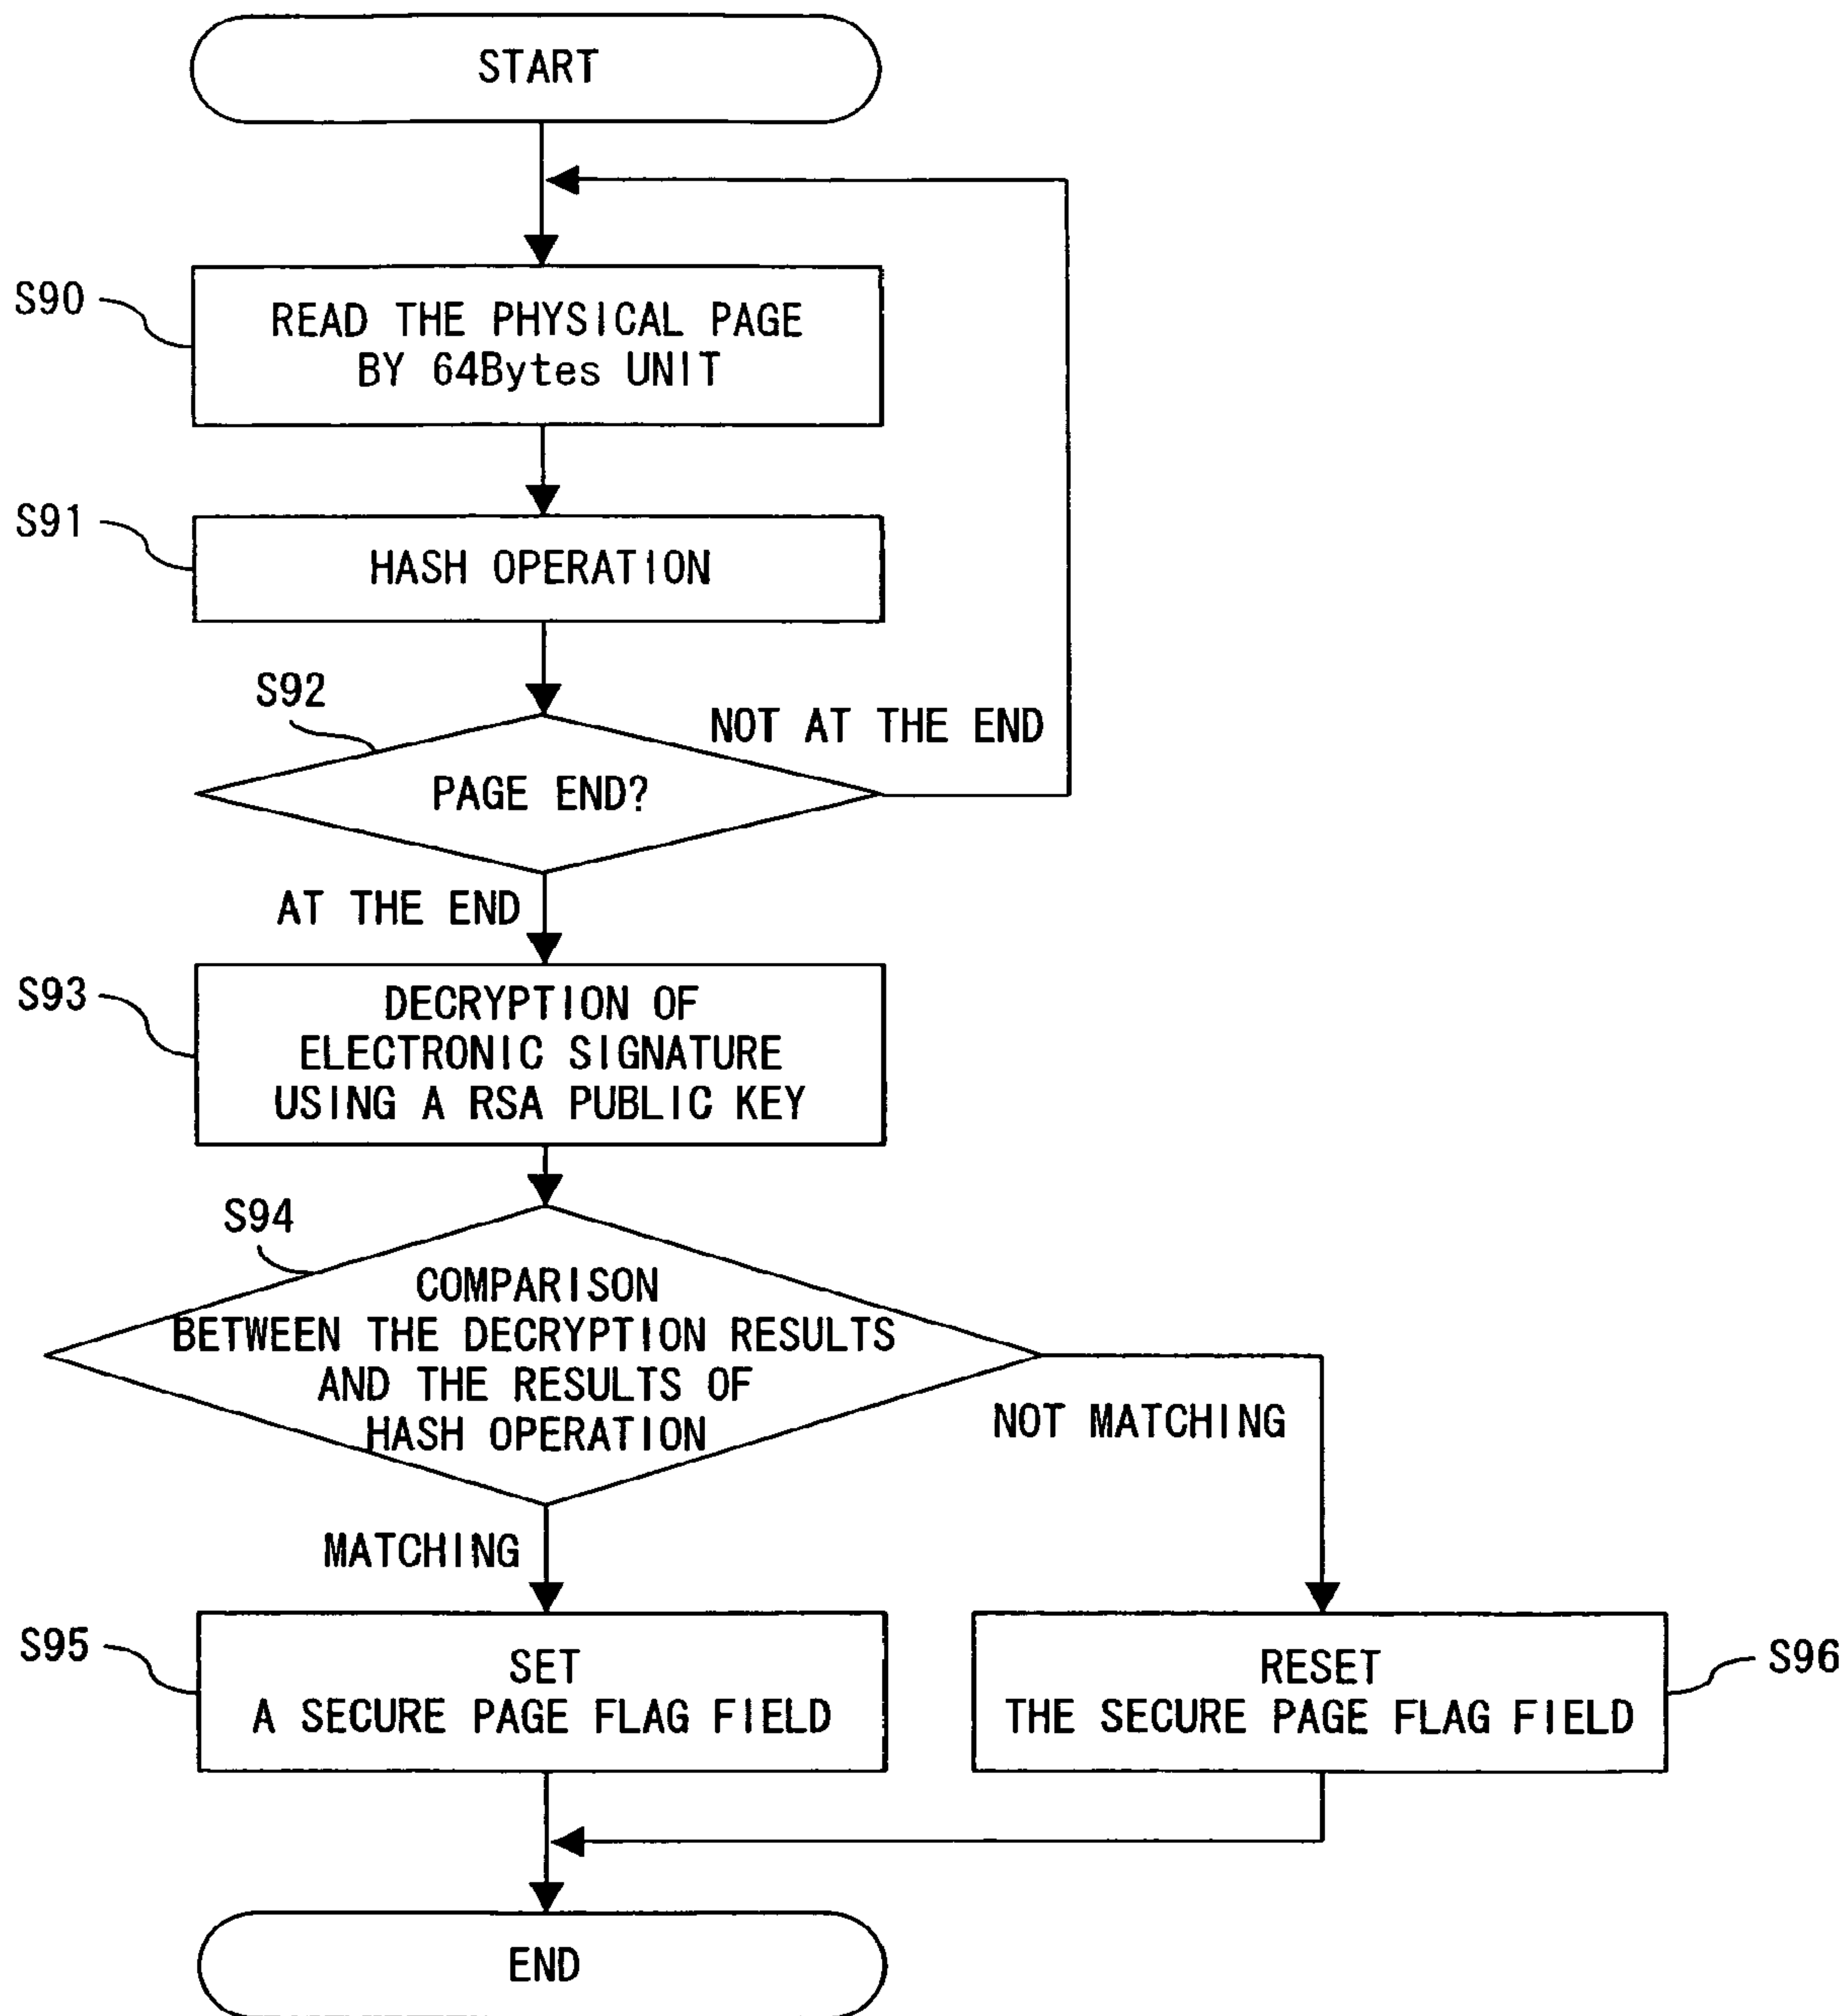 START
S90
READ THE PHYSICAL PAGE
BY 64Bytes UNIT
S91
HASH OPERATION
S92
NOT AT THE END
PAGE END?
AT THE END
S93
DECRYPTION OF
ELECTRONIC SIGNATURE
USING A RSA PUBLIC KEY
S94
COMPARISON
BETWEEN THE DECRYPTION RESULTS
AND THE RESULTS OF
HASH OPERATION
NOT MATCHING
MATCHING
S95
SET
A SECURE PAGE FLAG FIELD
RESET
THE SECURE PAGE FLAG FIELD
S96
END